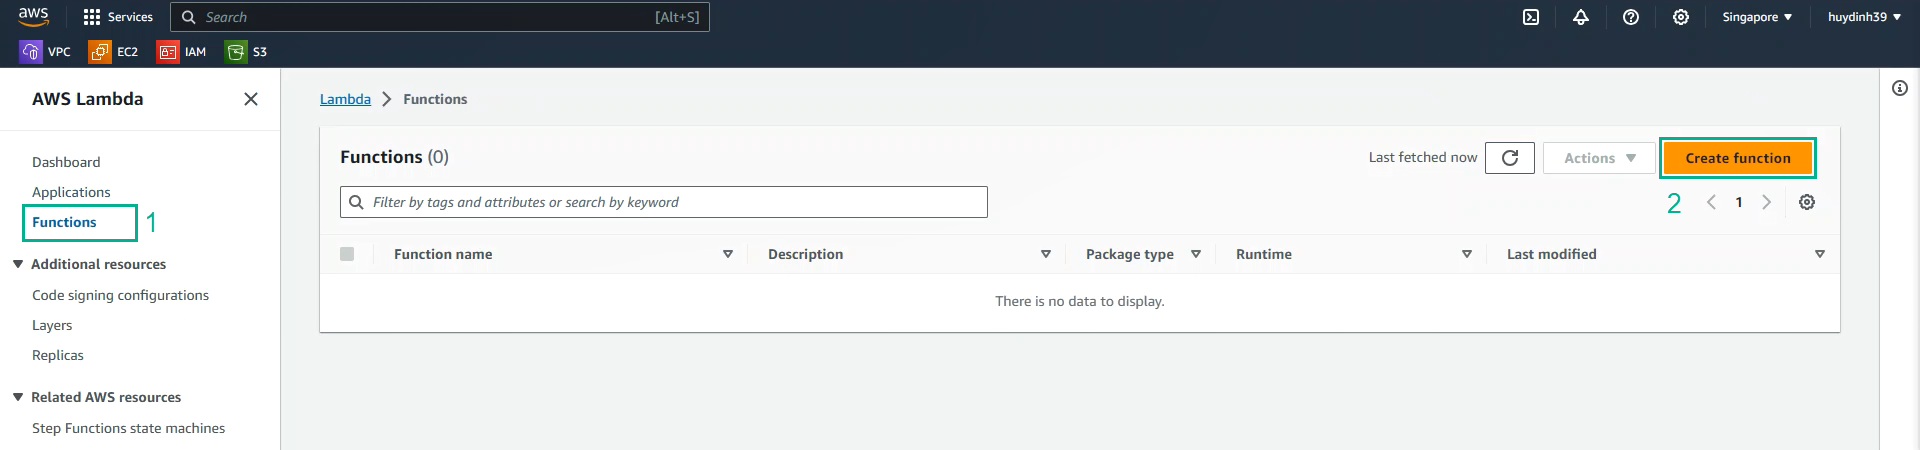 aws Services Search [Alt+S] Singapore huydinh39
VPC EC2 IAM S3
AWS Lambda
Dashboard
Applications
Functions 1
Additional resources
Code signing configurations
Layers
Replicas
Related AWS resources
Step Functions state machines
Lambda Functions
Functions (0) Last fetched now Actions Create function
Filter by tags and attributes or search by keyword 2 1
Function name Description Package type Runtime Last modified
There is no data to display.